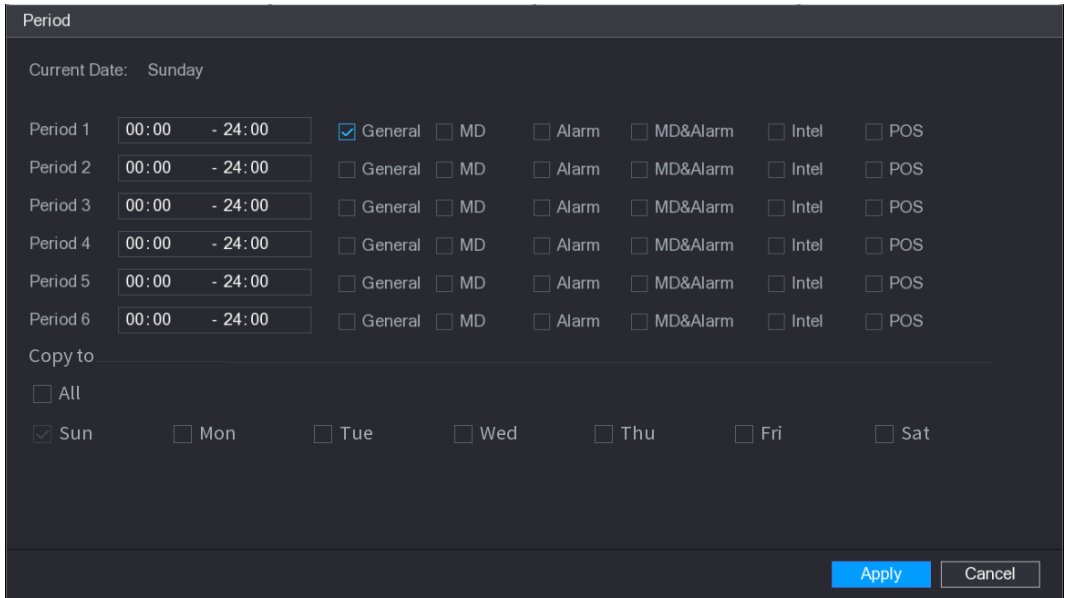 Period
Current Date: Sunday
Period 1 00:00 - 24:00 General MD Alarm MD&Alarm Intel POS
Period 2 00:00 - 24:00 General MD Alarm MD&Alarm Intel POS
Period 3 00:00 - 24:00 General MD Alarm MD&Alarm Intel POS
Period 4 00:00 - 24:00 General MD Alarm MD&Alarm Intel POS
Period 5 00:00 - 24:00 General MD Alarm MD&Alarm Intel POS
Period 6 00:00 - 24:00 General MD Alarm MD&Alarm Intel POS
Copy to
All
Sun Mon Tue Wed Thu Fri Sat
Apply Cancel